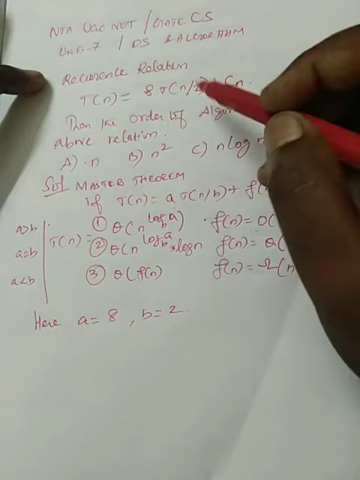 NTA UGC NET / GATE CS
UNIT-7 / DS & ALGORITHM
Recurrence Relation
T(n) = 8 T(n/2) + Cn.
Then the order of Algor
above relation.
A) n B) n² C) n log n
Sol MASTER THEOREM
if T(n) = a T(n/b) + f(
a>b ① Θ(n^log_b a) · f(n) = O(
a=b T(n) = ② Θ(n^log_b a × log n f(n) = Θ(
a<b ③ Θ(f(n) f(n) = Ω(n
Here a = 8 , b = 2.